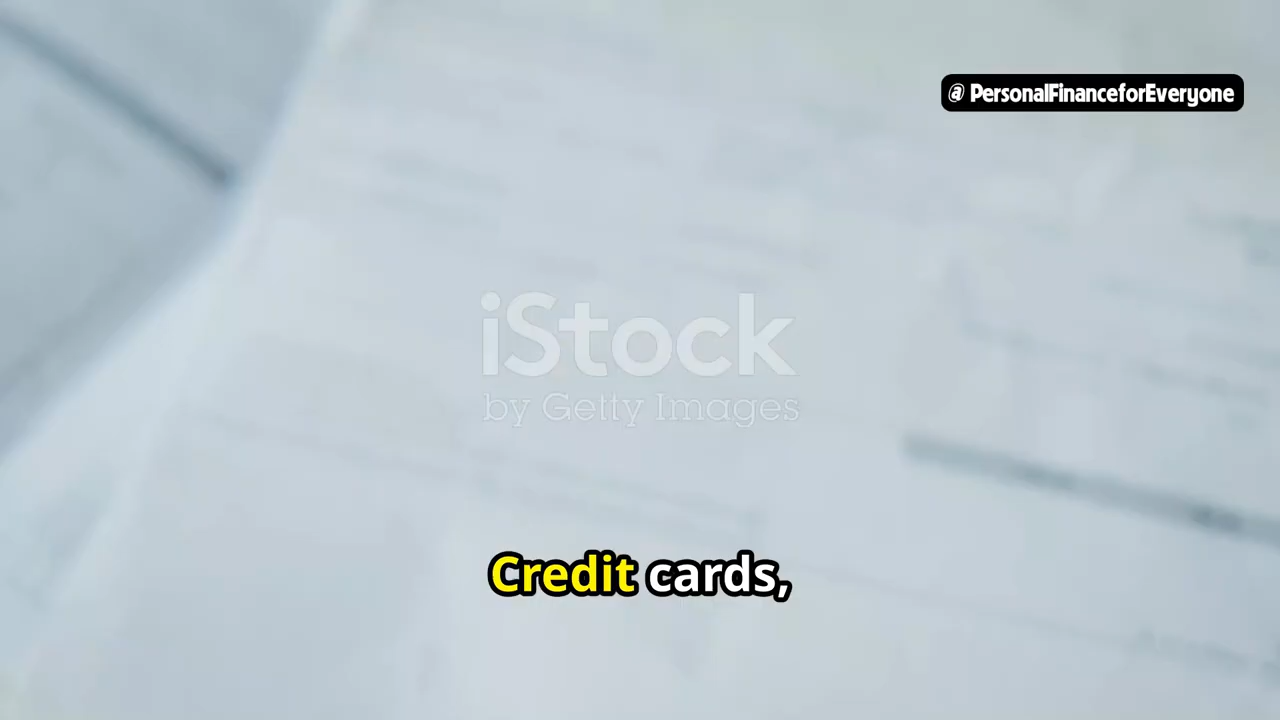 @ PersonalFinanceforEveryone
iStock
by Getty Images
Credit cards,